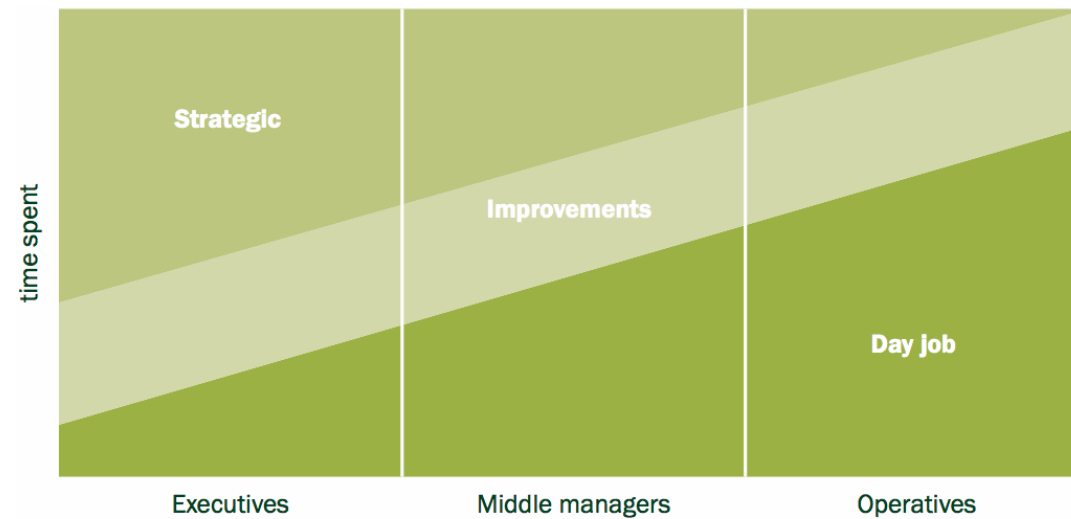 Strategic
Improvements
Day job
time spent
Executives
Middle managers
Operatives